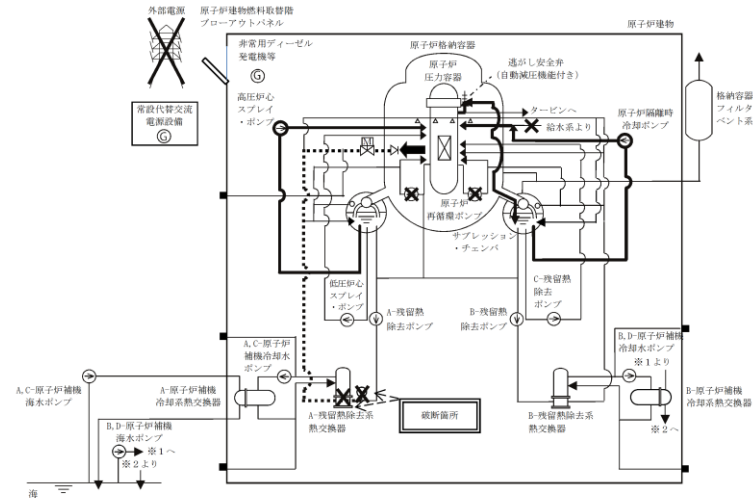 外部電源
原子炉建物燃料取替階
ブローアウトパネル
原子炉建物
非常用ディーゼル
発電機等
G
常設代替交流
電源設備
G
高圧炉心
スプレイ・ポンプ
原子炉格納容器
原子炉
圧力容器
逃がし安全弁
(自動減圧機能付き)
タービンへ
給水系より
原子炉隔離時
冷却ポンプ
格納容器
フィルタ
ベント系
原子炉
再循環ポンプ
サプレッション
・チェンバ
低圧炉心
スプレイ
・ポンプ
A-残留熱
除去ポンプ
B-残留熱
除去ポンプ
C-残留熱
除去
ポンプ
A,C-原子炉
補機冷却水
ポンプ
B,D-原子炉
補機冷却水ポンプ
※1より
A,C-原子炉補機
海水ポンプ
A-原子炉補機
冷却系熱交換器
A-残留熱除去系
熱交換器
破断箇所
B-残留熱除去系
熱交換器
B-原子炉補機
冷却系熱交換器
※2へ
B,D-原子炉補機
海水ポンプ
※1へ
※2より
海